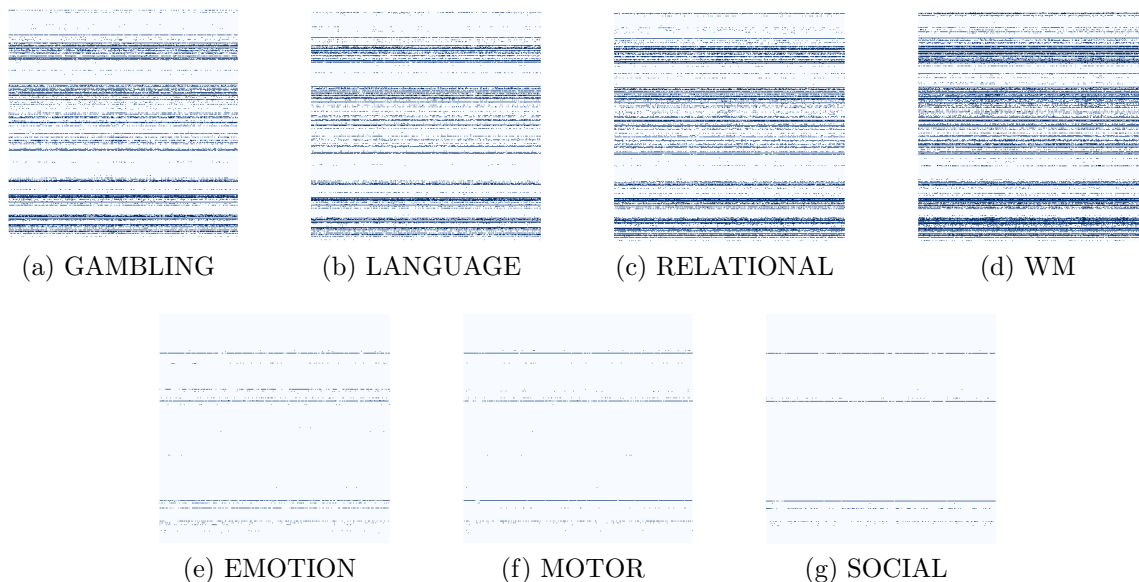 (a) GAMBLING
(b) LANGUAGE
(c) RELATIONAL
(d) WM
(e) EMOTION
(f) MOTOR
(g) SOCIAL